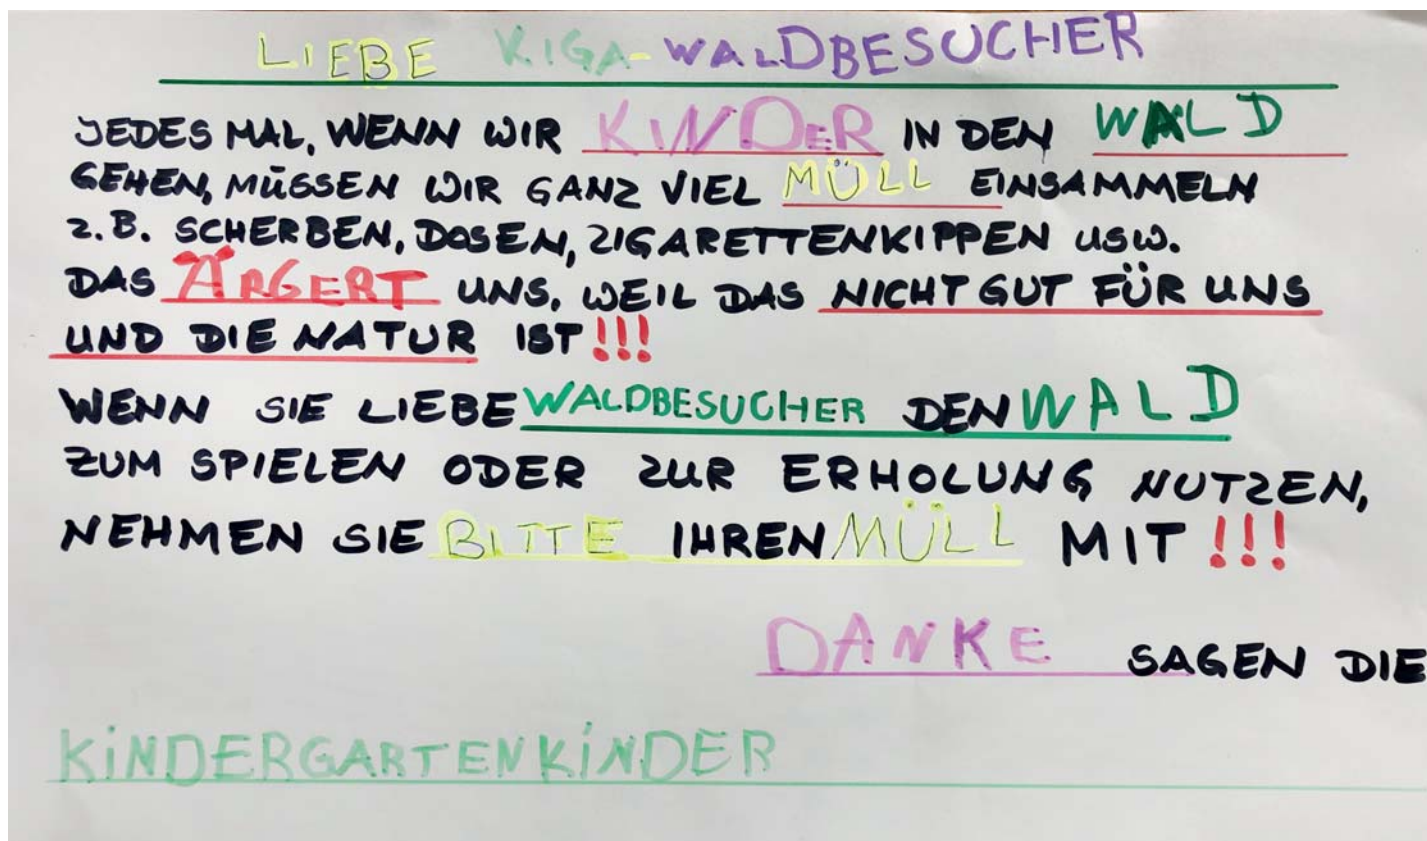 LIEBE KIGA-WALDBESUCHER
JEDES MAL, WENN WIR KINDER IN DEN WALD
GEHEN, MÜSSEN WIR GANZ VIEL MÜLL EINSAMMELN
Z.B. SCHERBEN, DOSEN, ZIGARETTENKIPPEN USW.
DAS ÄRGERT UNS, WEIL DAS NICHT GUT FÜR UNS
UND DIE NATUR IST!!!
WENN SIE LIEBE WALDBESUCHER DEN WALD
ZUM SPIELEN ODER ZUR ERHOLUNG NUTZEN,
NEHMEN SIE BITTE IHREN MÜLL MIT!!!
DANKE SAGEN DIE
KINDERGARTENKINDER